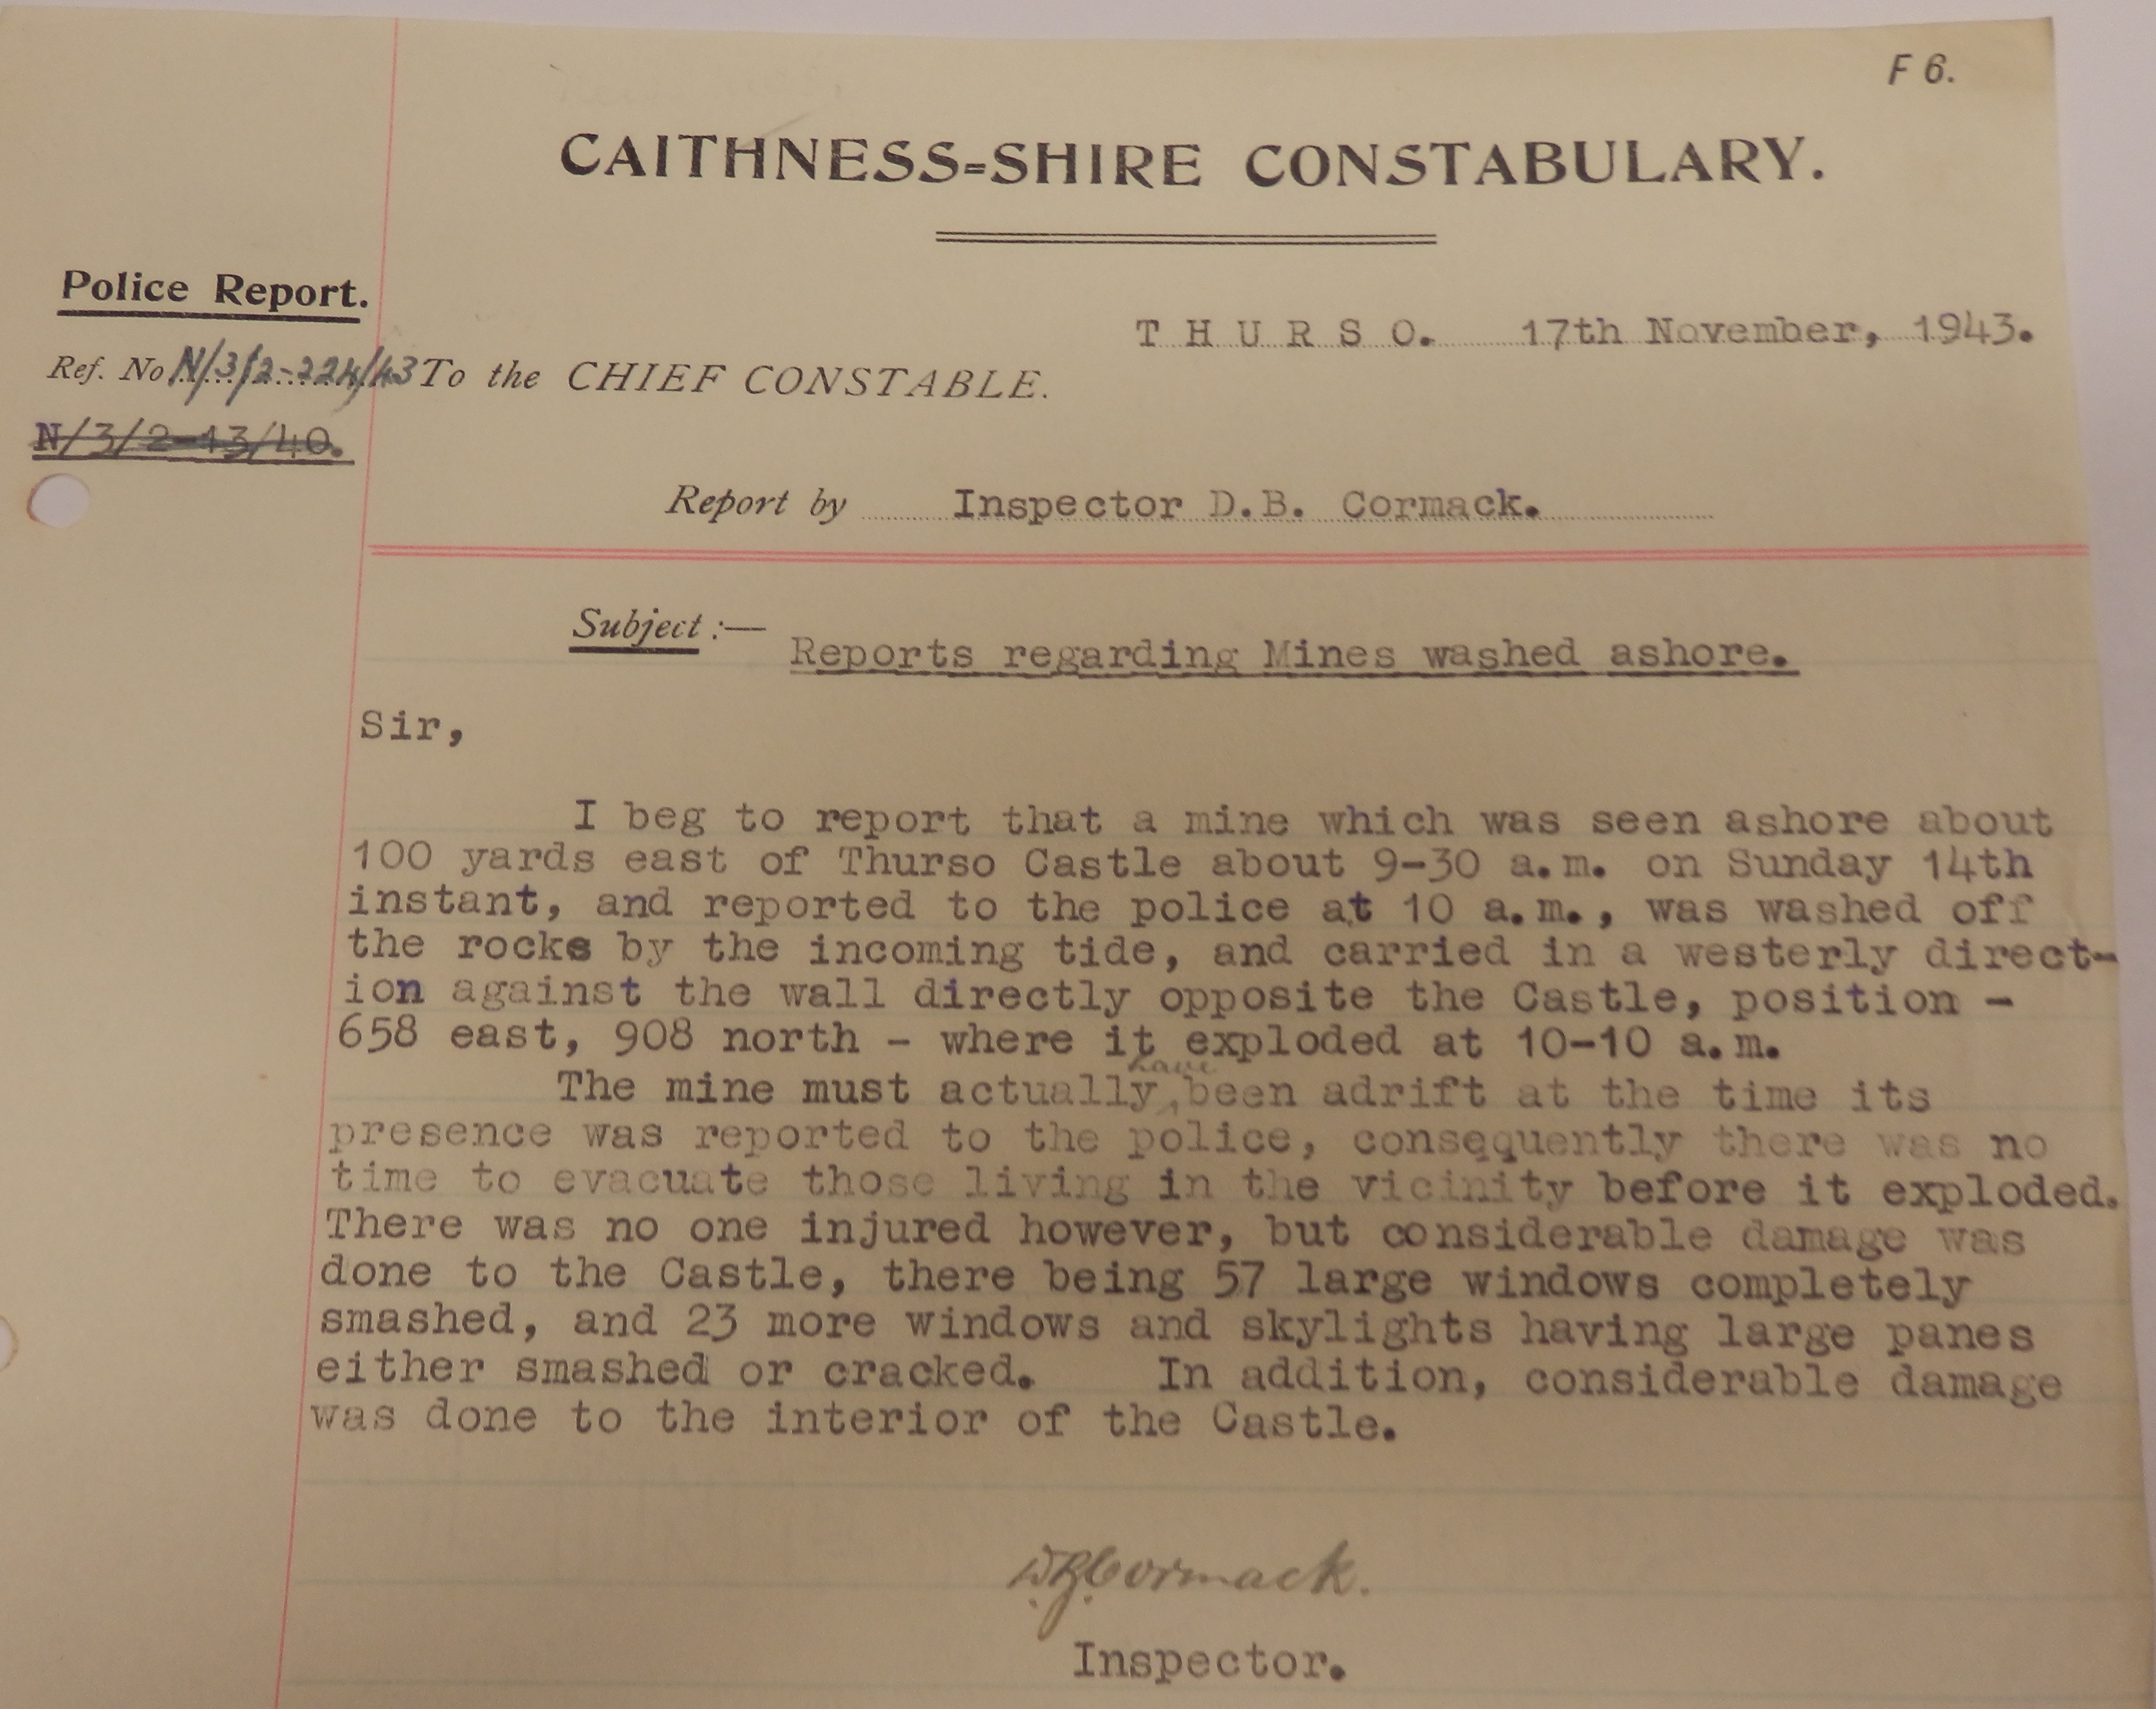 F 6.
CAITHNESS=SHIRE CONSTABULARY.
Police Report.
THURSO. 17th November, 1943.
Ref. No N/3/2-224/43 To the CHIEF CONSTABLE.
N/3/2-13/40.
Report by Inspector D.B. Cormack.
Subject :— Reports regarding Mines washed ashore.
Sir,
I beg to report that a mine which was seen ashore about
100 yards east of Thurso Castle about 9-30 a.m. on Sunday 14th
instant, and reported to the police at 10 a.m., was washed off
the rocks by the incoming tide, and carried in a westerly direct-
ion against the wall directly opposite the Castle, position -
658 east, 908 north - where it exploded at 10-10 a.m.
The mine must actually have been adrift at the time its
presence was reported to the police, consequently there was no
time to evacuate those living in the vicinity before it exploded.
There was no one injured however, but considerable damage was
done to the Castle, there being 57 large windows completely
smashed, and 23 more windows and skylights having large panes
either smashed or cracked. In addition, considerable damage
was done to the interior of the Castle.
D.B. Cormack.
Inspector.